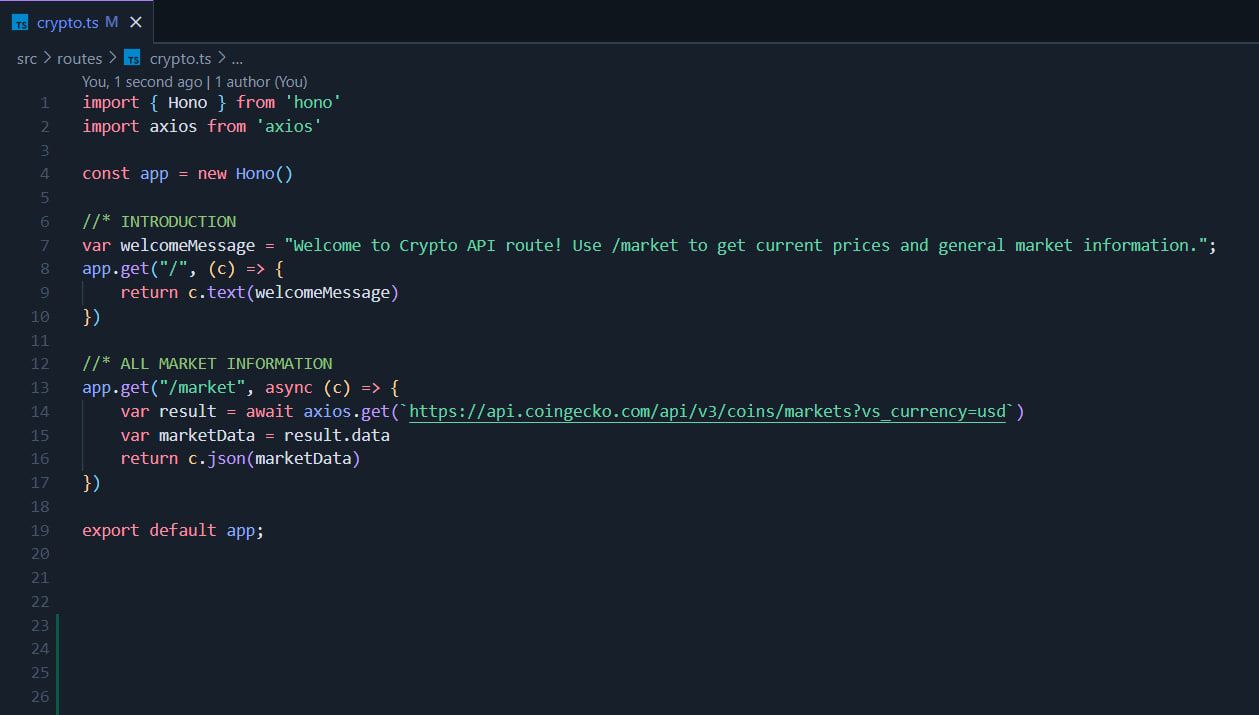 TS crypto.ts M ×
src > routes > TS crypto.ts > ...
You, 1 second ago | 1 author (You)
1 import { Hono } from 'hono'
2 import axios from 'axios'
3
4 const app = new Hono()
5
6 //* INTRODUCTION
7 var welcomeMessage = "Welcome to Crypto API route! Use /market to get current prices and general market information.";
8 app.get("/", (c) => {
9     return c.text(welcomeMessage)
10 })
11
12 //* ALL MARKET INFORMATION
13 app.get("/market", async (c) => {
14     var result = await axios.get(`https://api.coingecko.com/api/v3/coins/markets?vs_currency=usd`)
15     var marketData = result.data
16     return c.json(marketData)
17 })
18
19 export default app;
20
21
22
23
24
25
26